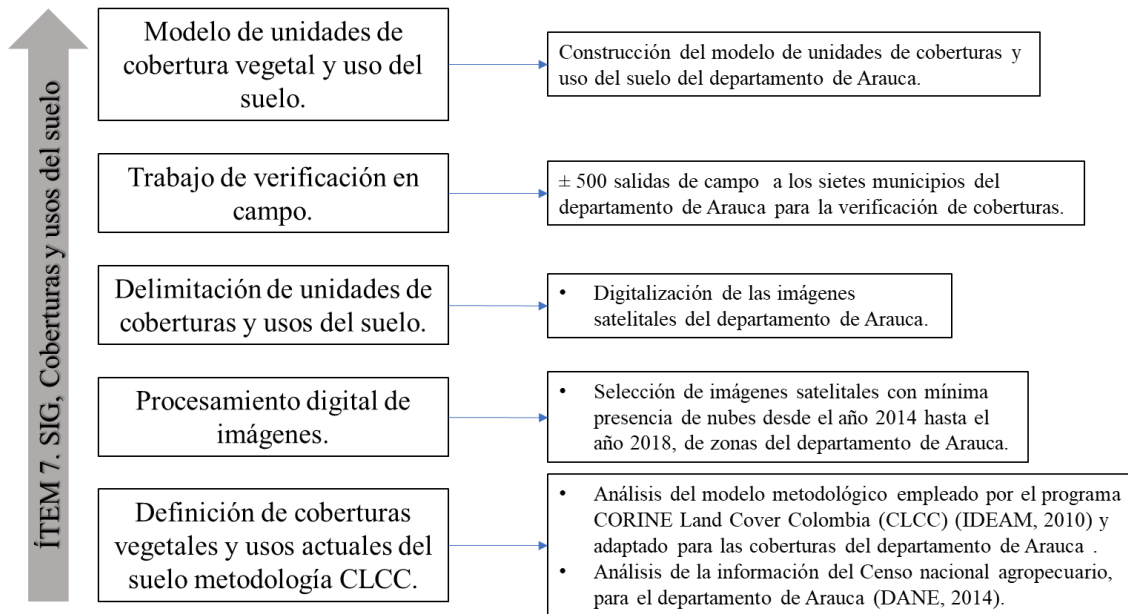 ÍTEM 7. SIG, Coberturas y usos del suelo
Modelo de unidades de
cobertura vegetal y uso del
suelo.
Construcción del modelo de unidades de coberturas y
uso del suelo del departamento de Arauca.
Trabajo de verificación en
campo.
± 500 salidas de campo a los sietes municipios del
departamento de Arauca para la verificación de coberturas.
Delimitación de unidades de
coberturas y usos del suelo.
• Digitalización de las imágenes
satelitales del departamento de Arauca.
Procesamiento digital de
imágenes.
• Selección de imágenes satelitales con mínima
presencia de nubes desde el año 2014 hasta el
año 2018, de zonas del departamento de Arauca.
Definición de coberturas
vegetales y usos actuales del
suelo metodología CLCC.
• Análisis del modelo metodológico empleado por el programa
CORINE Land Cover Colombia (CLCC) (IDEAM, 2010) y
adaptado para las coberturas del departamento de Arauca .
• Análisis de la información del Censo nacional agropecuario,
para el departamento de Arauca (DANE, 2014).